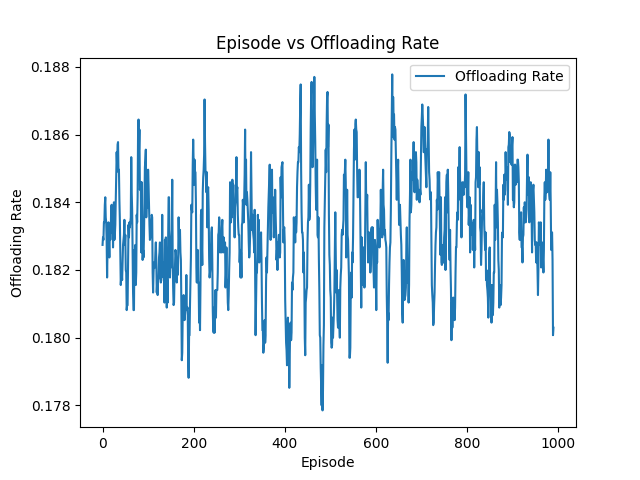 Episode vs Offloading Rate
Offloading Rate
0.188
0.186
0.184
0.182
0.180
0.178
Offloading Rate
0 200 400 600 800 1000
Episode